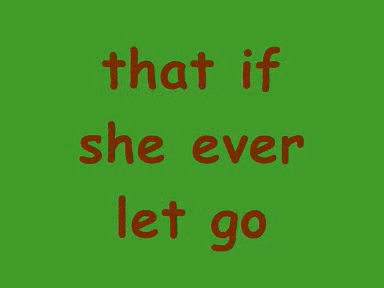 that if
she ever
let go